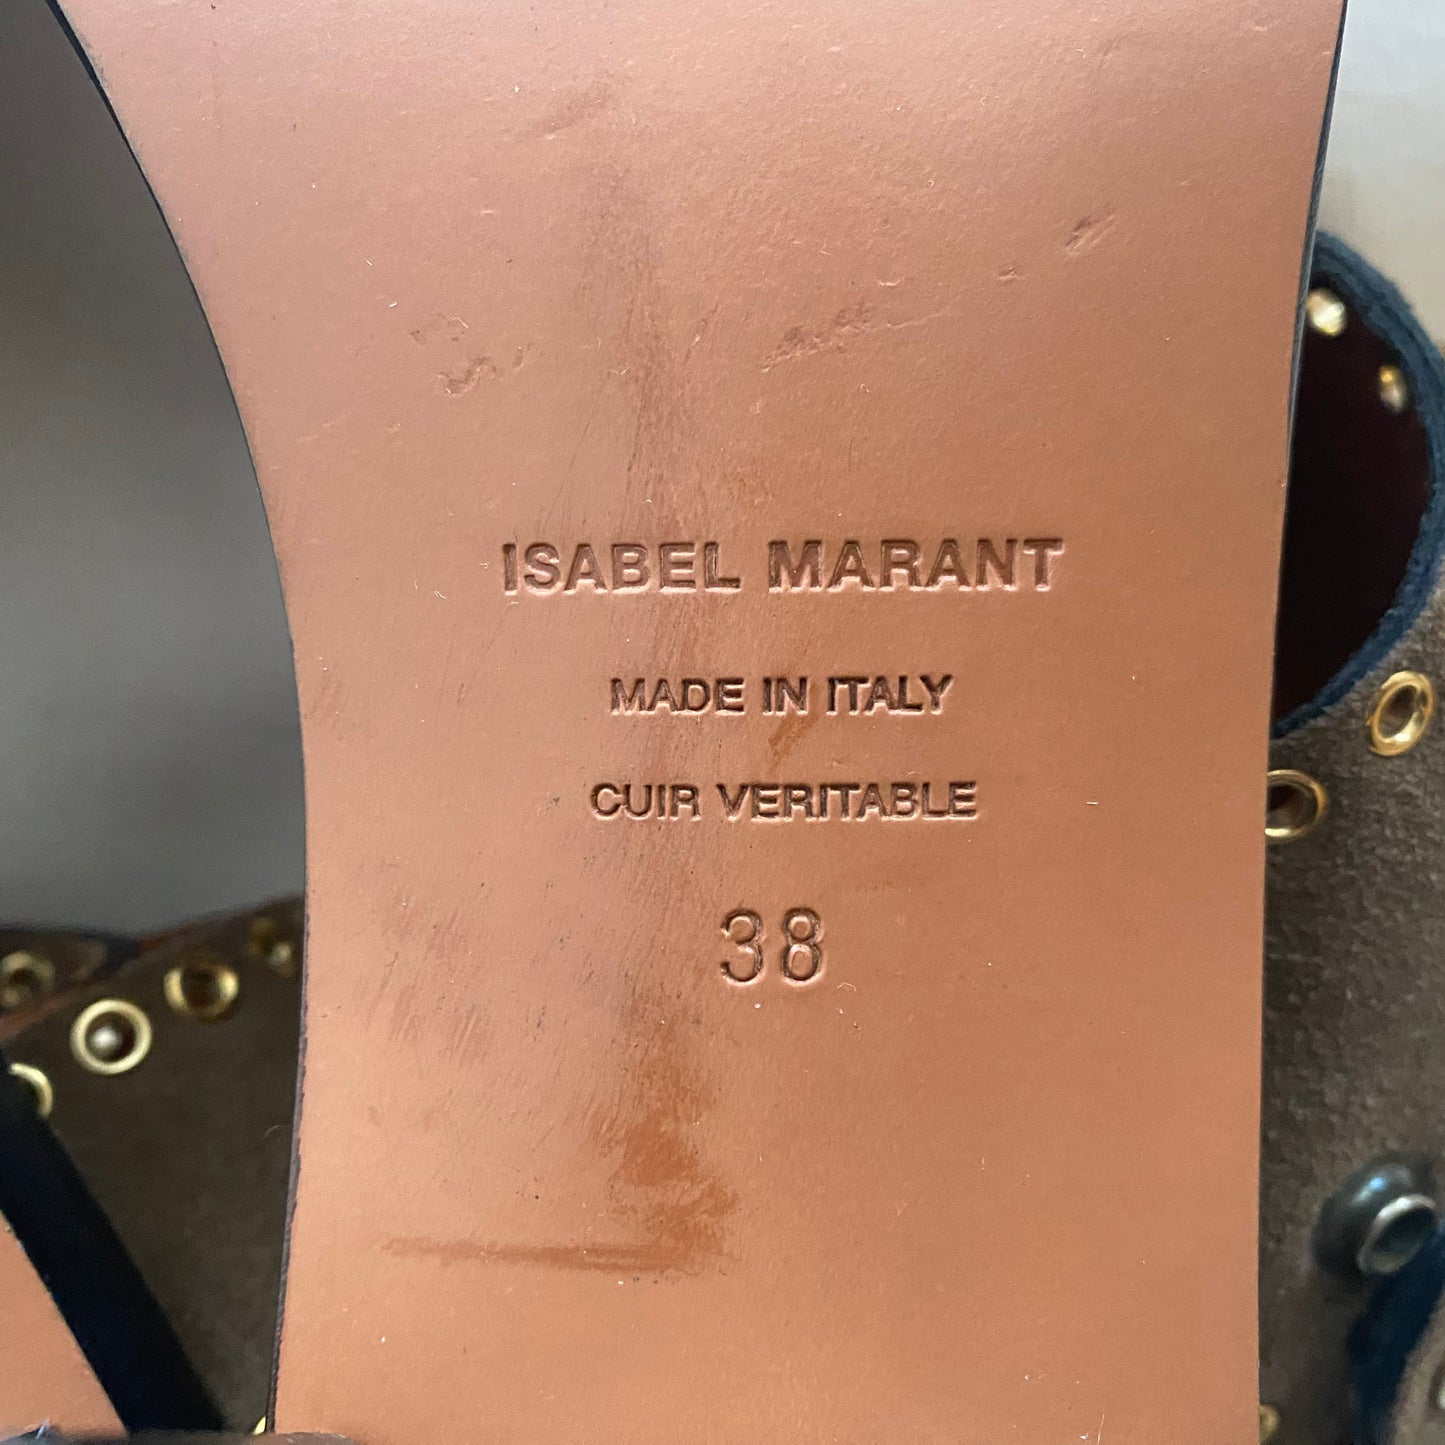 ISABEL MARANT
MADE IN ITALY
CUIR VERITABLE
38